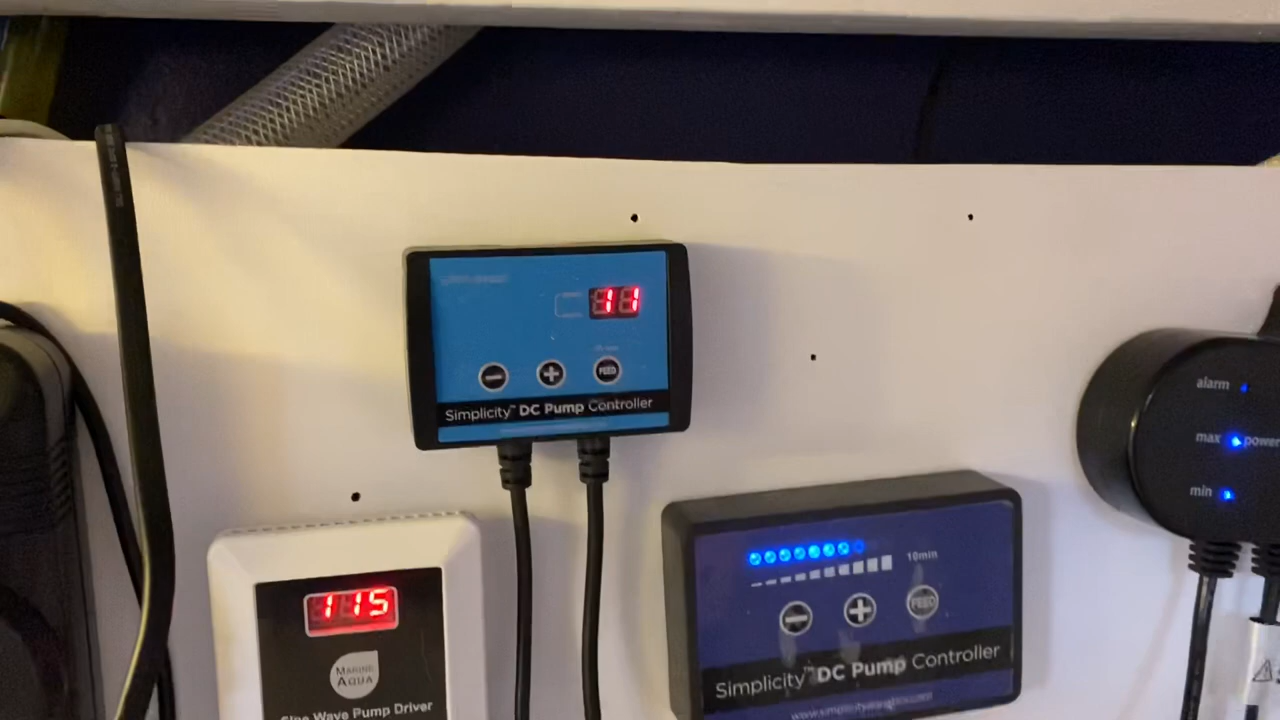 11
FEED
Simplicity™ DC Pump Controller
115
MARINE
AQUA
Sine Wave Pump Driver
10min
FEED
Simplicity™ DC Pump Controller
alarm
max power
min